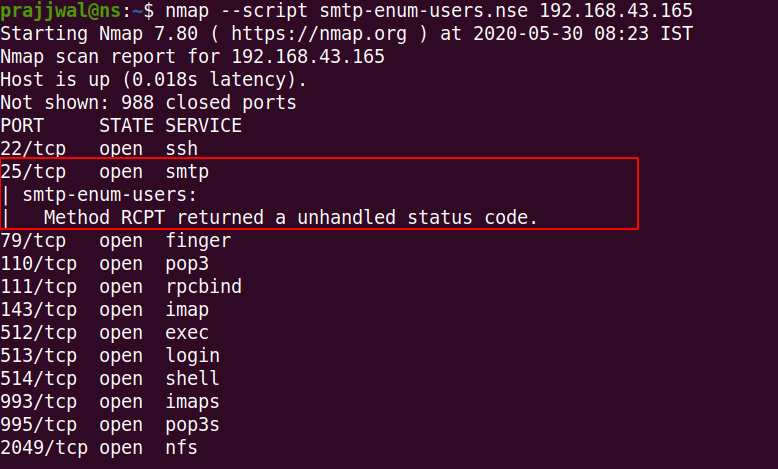 prajjwal@ns:~$ nmap --script smtp-enum-users.nse 192.168.43.165
Starting Nmap 7.80 ( https://nmap.org ) at 2020-05-30 08:23 IST
Nmap scan report for 192.168.43.165
Host is up (0.018s latency).
Not shown: 988 closed ports
PORT     STATE SERVICE
22/tcp   open  ssh
25/tcp   open  smtp
| smtp-enum-users:
|   Method RCPT returned a unhandled status code.
79/tcp   open  finger
110/tcp  open  pop3
111/tcp  open  rpcbind
143/tcp  open  imap
512/tcp  open  exec
513/tcp  open  login
514/tcp  open  shell
993/tcp  open  imaps
995/tcp  open  pop3s
2049/tcp open  nfs